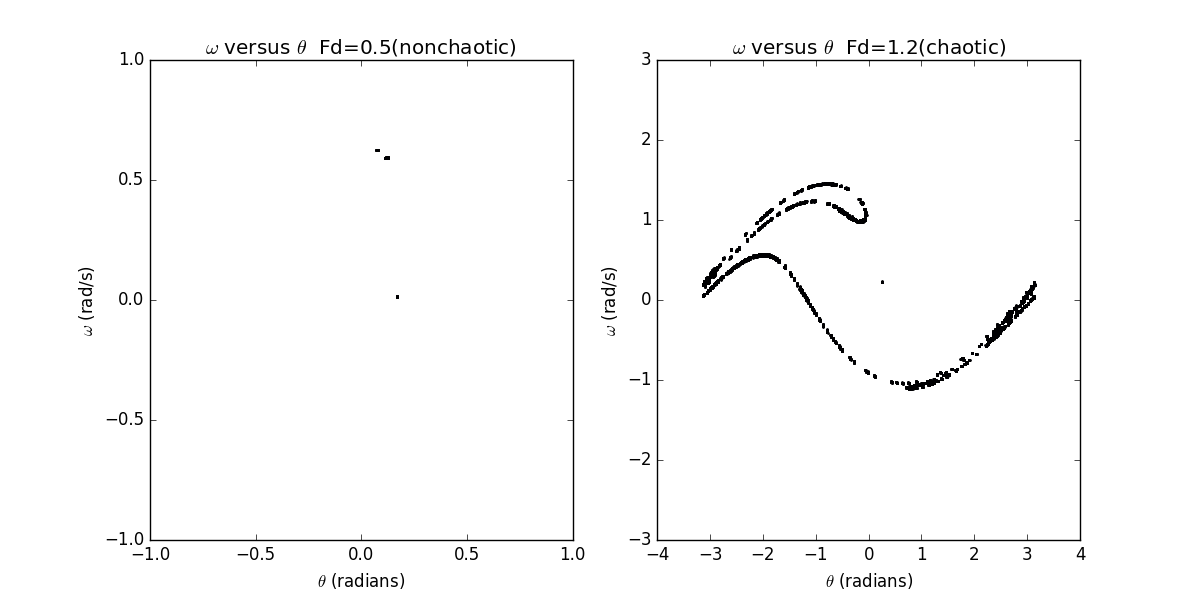 ω versus θ Fd=0.5(nonchaotic)
1.0
0.5
0.0
−0.5
−1.0
ω (rad/s)
−1.0 −0.5 0.0 0.5 1.0
θ (radians)
ω versus θ Fd=1.2(chaotic)
3
2
1
0
−1
−2
−3
ω (rad/s)
−4 −3 −2 −1 0 1 2 3 4
θ (radians)